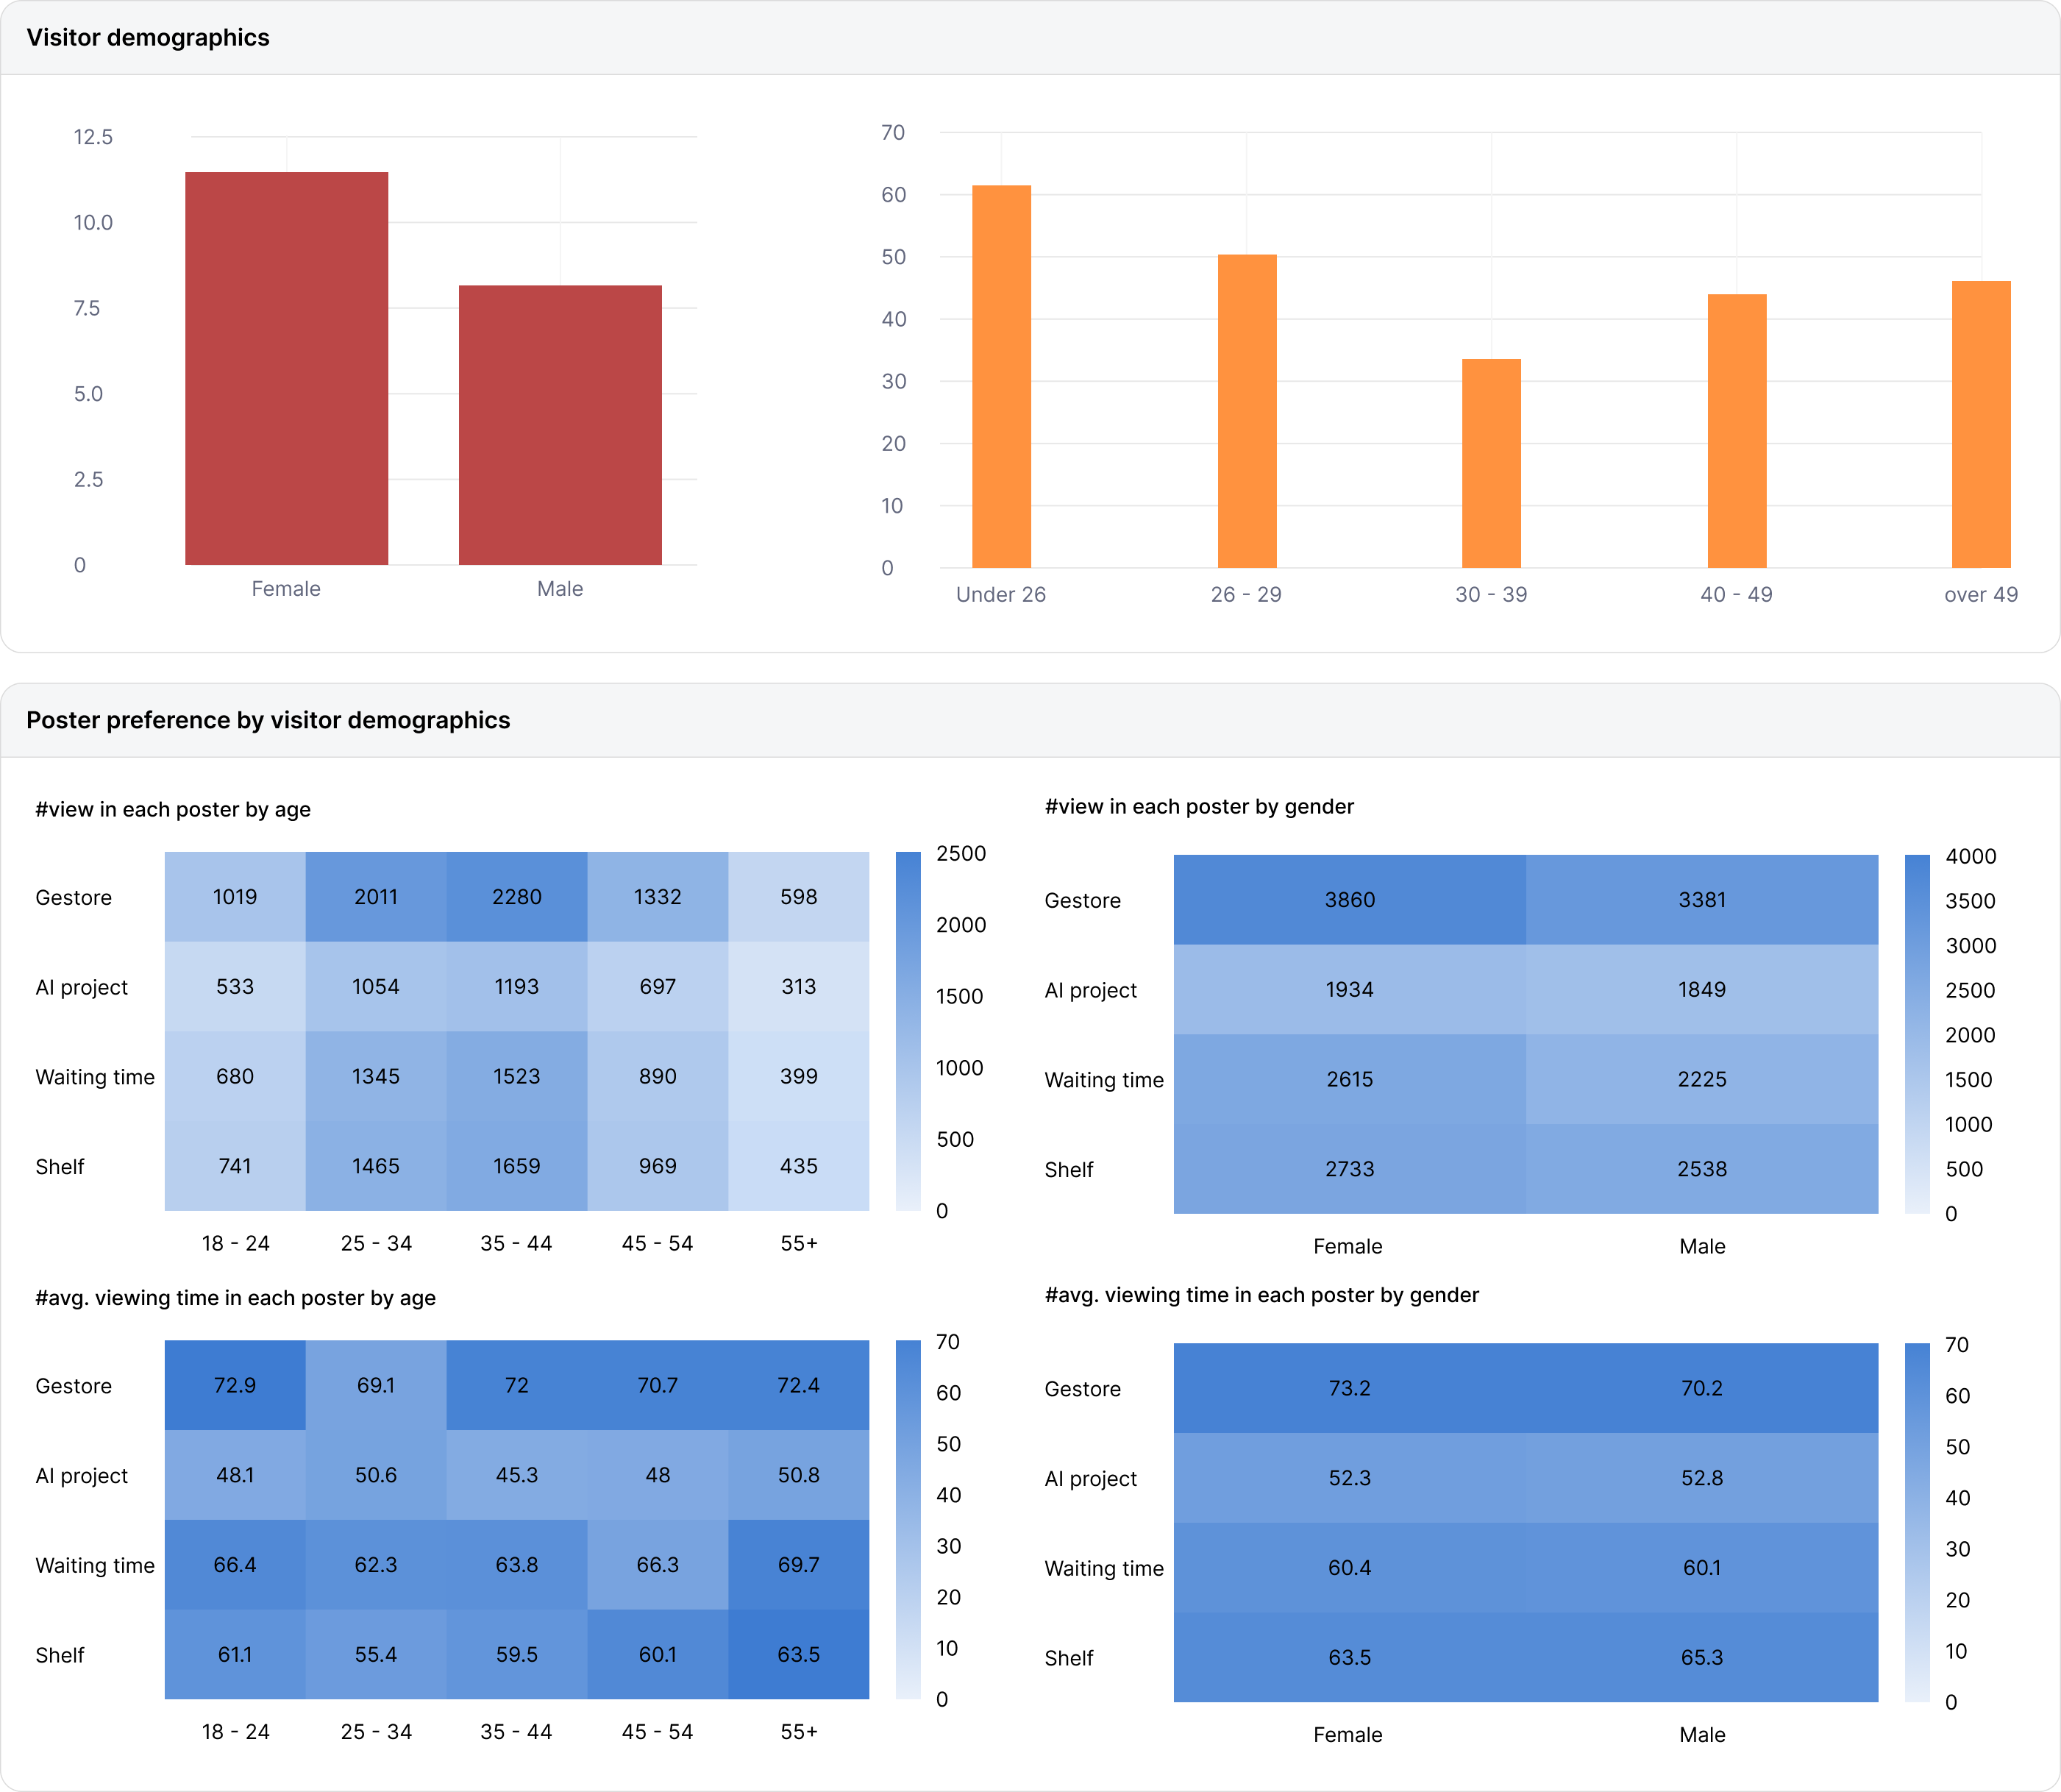 Visitor demographics
12.5
10.0
7.5
5.0
2.5
0
Female Male
70
60
50
40
30
20
10
0
Under 26 26 - 29 30 - 39 40 - 49 over 49
Poster preference by visitor demographics
#view in each poster by age
Gestore 1019 2011 2280 1332 598
AI project 533 1054 1193 697 313
Waiting time 680 1345 1523 890 399
Shelf 741 1465 1659 969 435
18 - 24 25 - 34 35 - 44 45 - 54 55+
2500
2000
1500
1000
500
0
#view in each poster by gender
Gestore 3860 3381
AI project 1934 1849
Waiting time 2615 2225
Shelf 2733 2538
Female Male
4000
3500
3000
2500
2000
1500
1000
500
0
#avg. viewing time in each poster by age
Gestore 72.9 69.1 72 70.7 72.4
AI project 48.1 50.6 45.3 48 50.8
Waiting time 66.4 62.3 63.8 66.3 69.7
Shelf 61.1 55.4 59.5 60.1 63.5
18 - 24 25 - 34 35 - 44 45 - 54 55+
70
60
50
40
30
20
10
0
#avg. viewing time in each poster by gender
Gestore 73.2 70.2
AI project 52.3 52.8
Waiting time 60.4 60.1
Shelf 63.5 65.3
Female Male
70
60
50
40
30
20
10
0